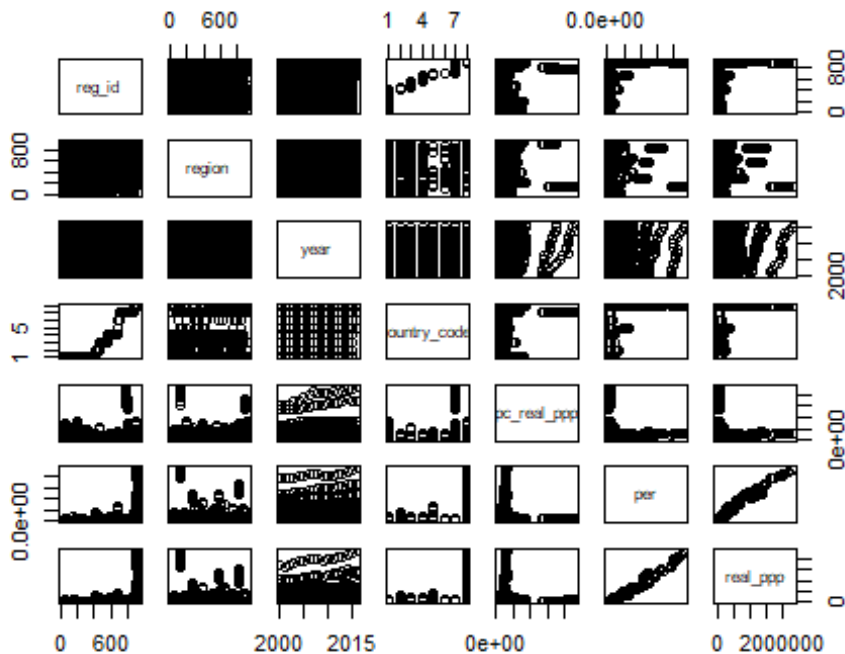 0 600 1 4 7 0.0e+00
reg_id 0 800
0 800 region
year 2000
1 5 ountry_code
pc_real_ppp 0e+00
0.0e+00 per
real_ppp 0
0 600 2000 2015 0e+00 0 2000000